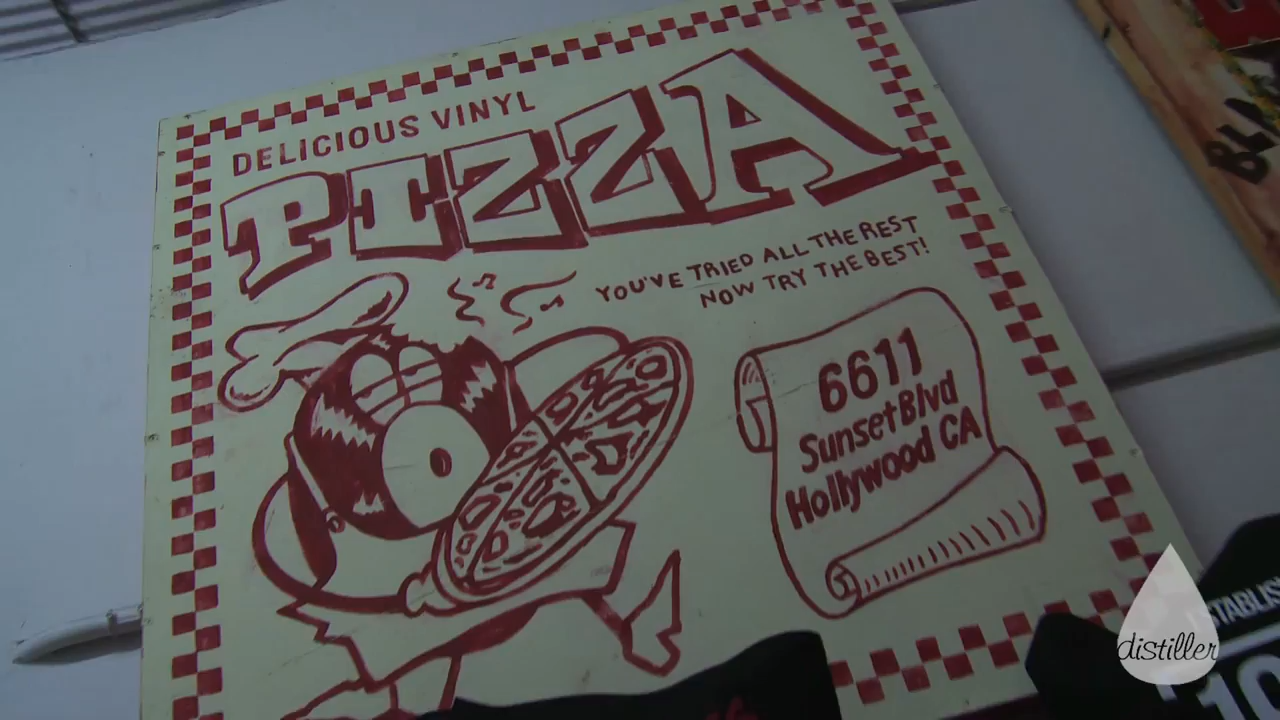 DELICIOUS VINYL
PIZZA
YOU'VE TRIED ALL THE REST
NOW TRY THE BEST!
6611
Sunset Blvd
Hollywood CA
distiller